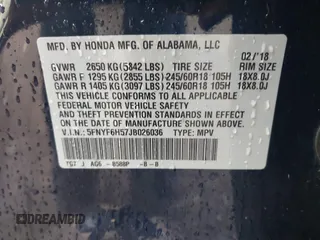 MFD. BY HONDA MFG. OF ALABAMA, LLC 02/18
GVWR 2650 KG(5842 LBS) TIRE SIZE RIM SIZE
GAWR F 1295 KG(2855 LBS)245/60R18 105H 18X8.0J
GAWR R 1405 KG(3097 LBS)245/60R18 105H 18X8.0J
THIS VEHICLE CONFORMS TO ALL APPLICABLE
FEDERAL MOTOR VEHICLE SAFETY AND
THEFT PREVENTION STANDARDS IN EFFECT ON
THE DATE OF MANUFACTURE SHOWN ABOVE.
V.I.N: 5FNYF6H57JB026036 TYPE: MPV
AG6 - B588P -B - B
DREAMBID